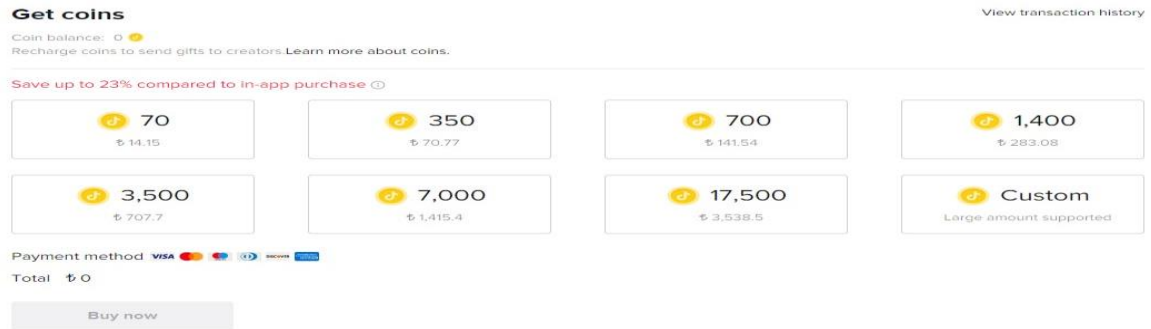 Get coins
View transaction history
Coin balance: 0
Recharge coins to send gifts to creators.Learn more about coins.
Save up to 23% compared to in-app purchase
70
₺ 14.15
350
₺ 70.77
700
₺ 141.54
1,400
₺ 283.08
3,500
₺ 707.7
7,000
₺ 1,415.4
17,500
₺ 3,538.5
Custom
Large amount supported
Payment method VISA DISCOVER
Total ₺ 0
Buy now